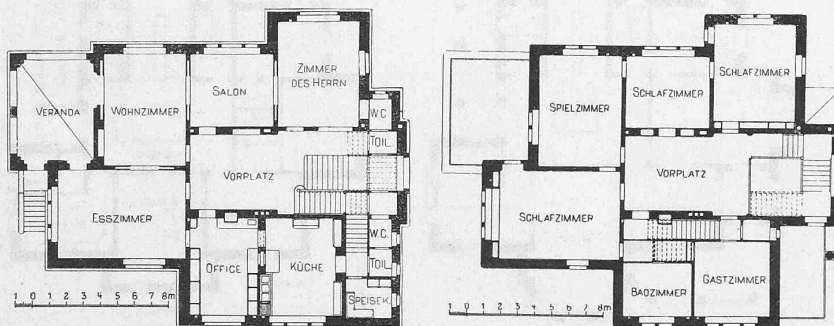 VERANDA
WOHNZIMMER
SALON
ZIMMER
DES HERRN
W.C.
TOIL.
VORPLATZ
ESSZIMMER
W.C.
OFFICE
KÜCHE
TOIL.
SPEISEK.
1 0 1 2 3 4 5 6 7 8m
SPIELZIMMER
SCHLAFZIMMER
SCHLAFZIMMER
VORPLATZ
SCHLAFZIMMER
BADZIMMER
GASTZIMMER
1 0 1 2 3 4 5 6 7 8m